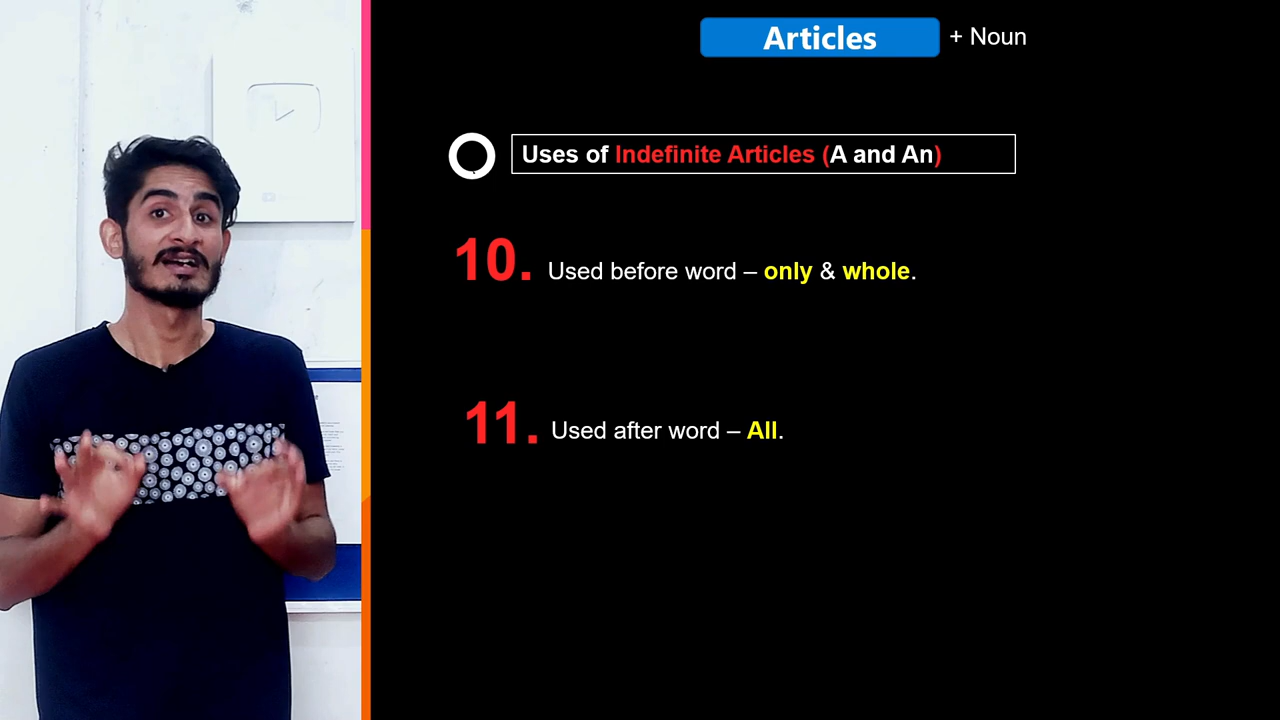 Articles + Noun
Uses of Indefinite Articles (A and An)
10. Used before word – only & whole.
11. Used after word – All.